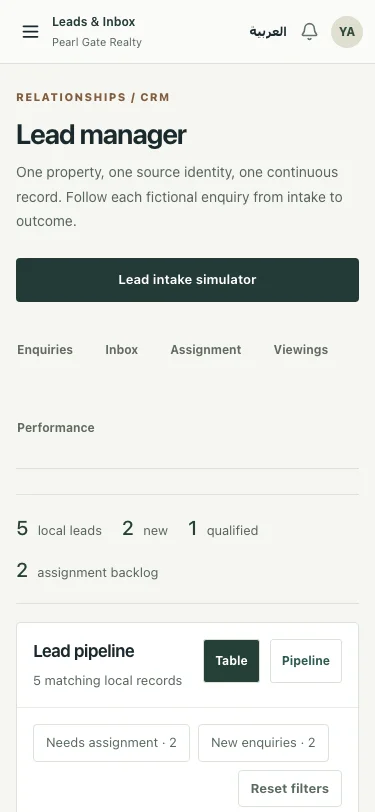 Leads & Inbox
Pearl Gate Realty
العربية
YA
RELATIONSHIPS / CRM
Lead manager
One property, one source identity, one continuous
record. Follow each fictional enquiry from intake to
outcome.
Lead intake simulator
Enquiries Inbox Assignment Viewings
Performance
5 local leads 2 new 1 qualified
2 assignment backlog
Lead pipeline
5 matching local records
Table Pipeline
Needs assignment · 2 New enquiries · 2
Reset filters